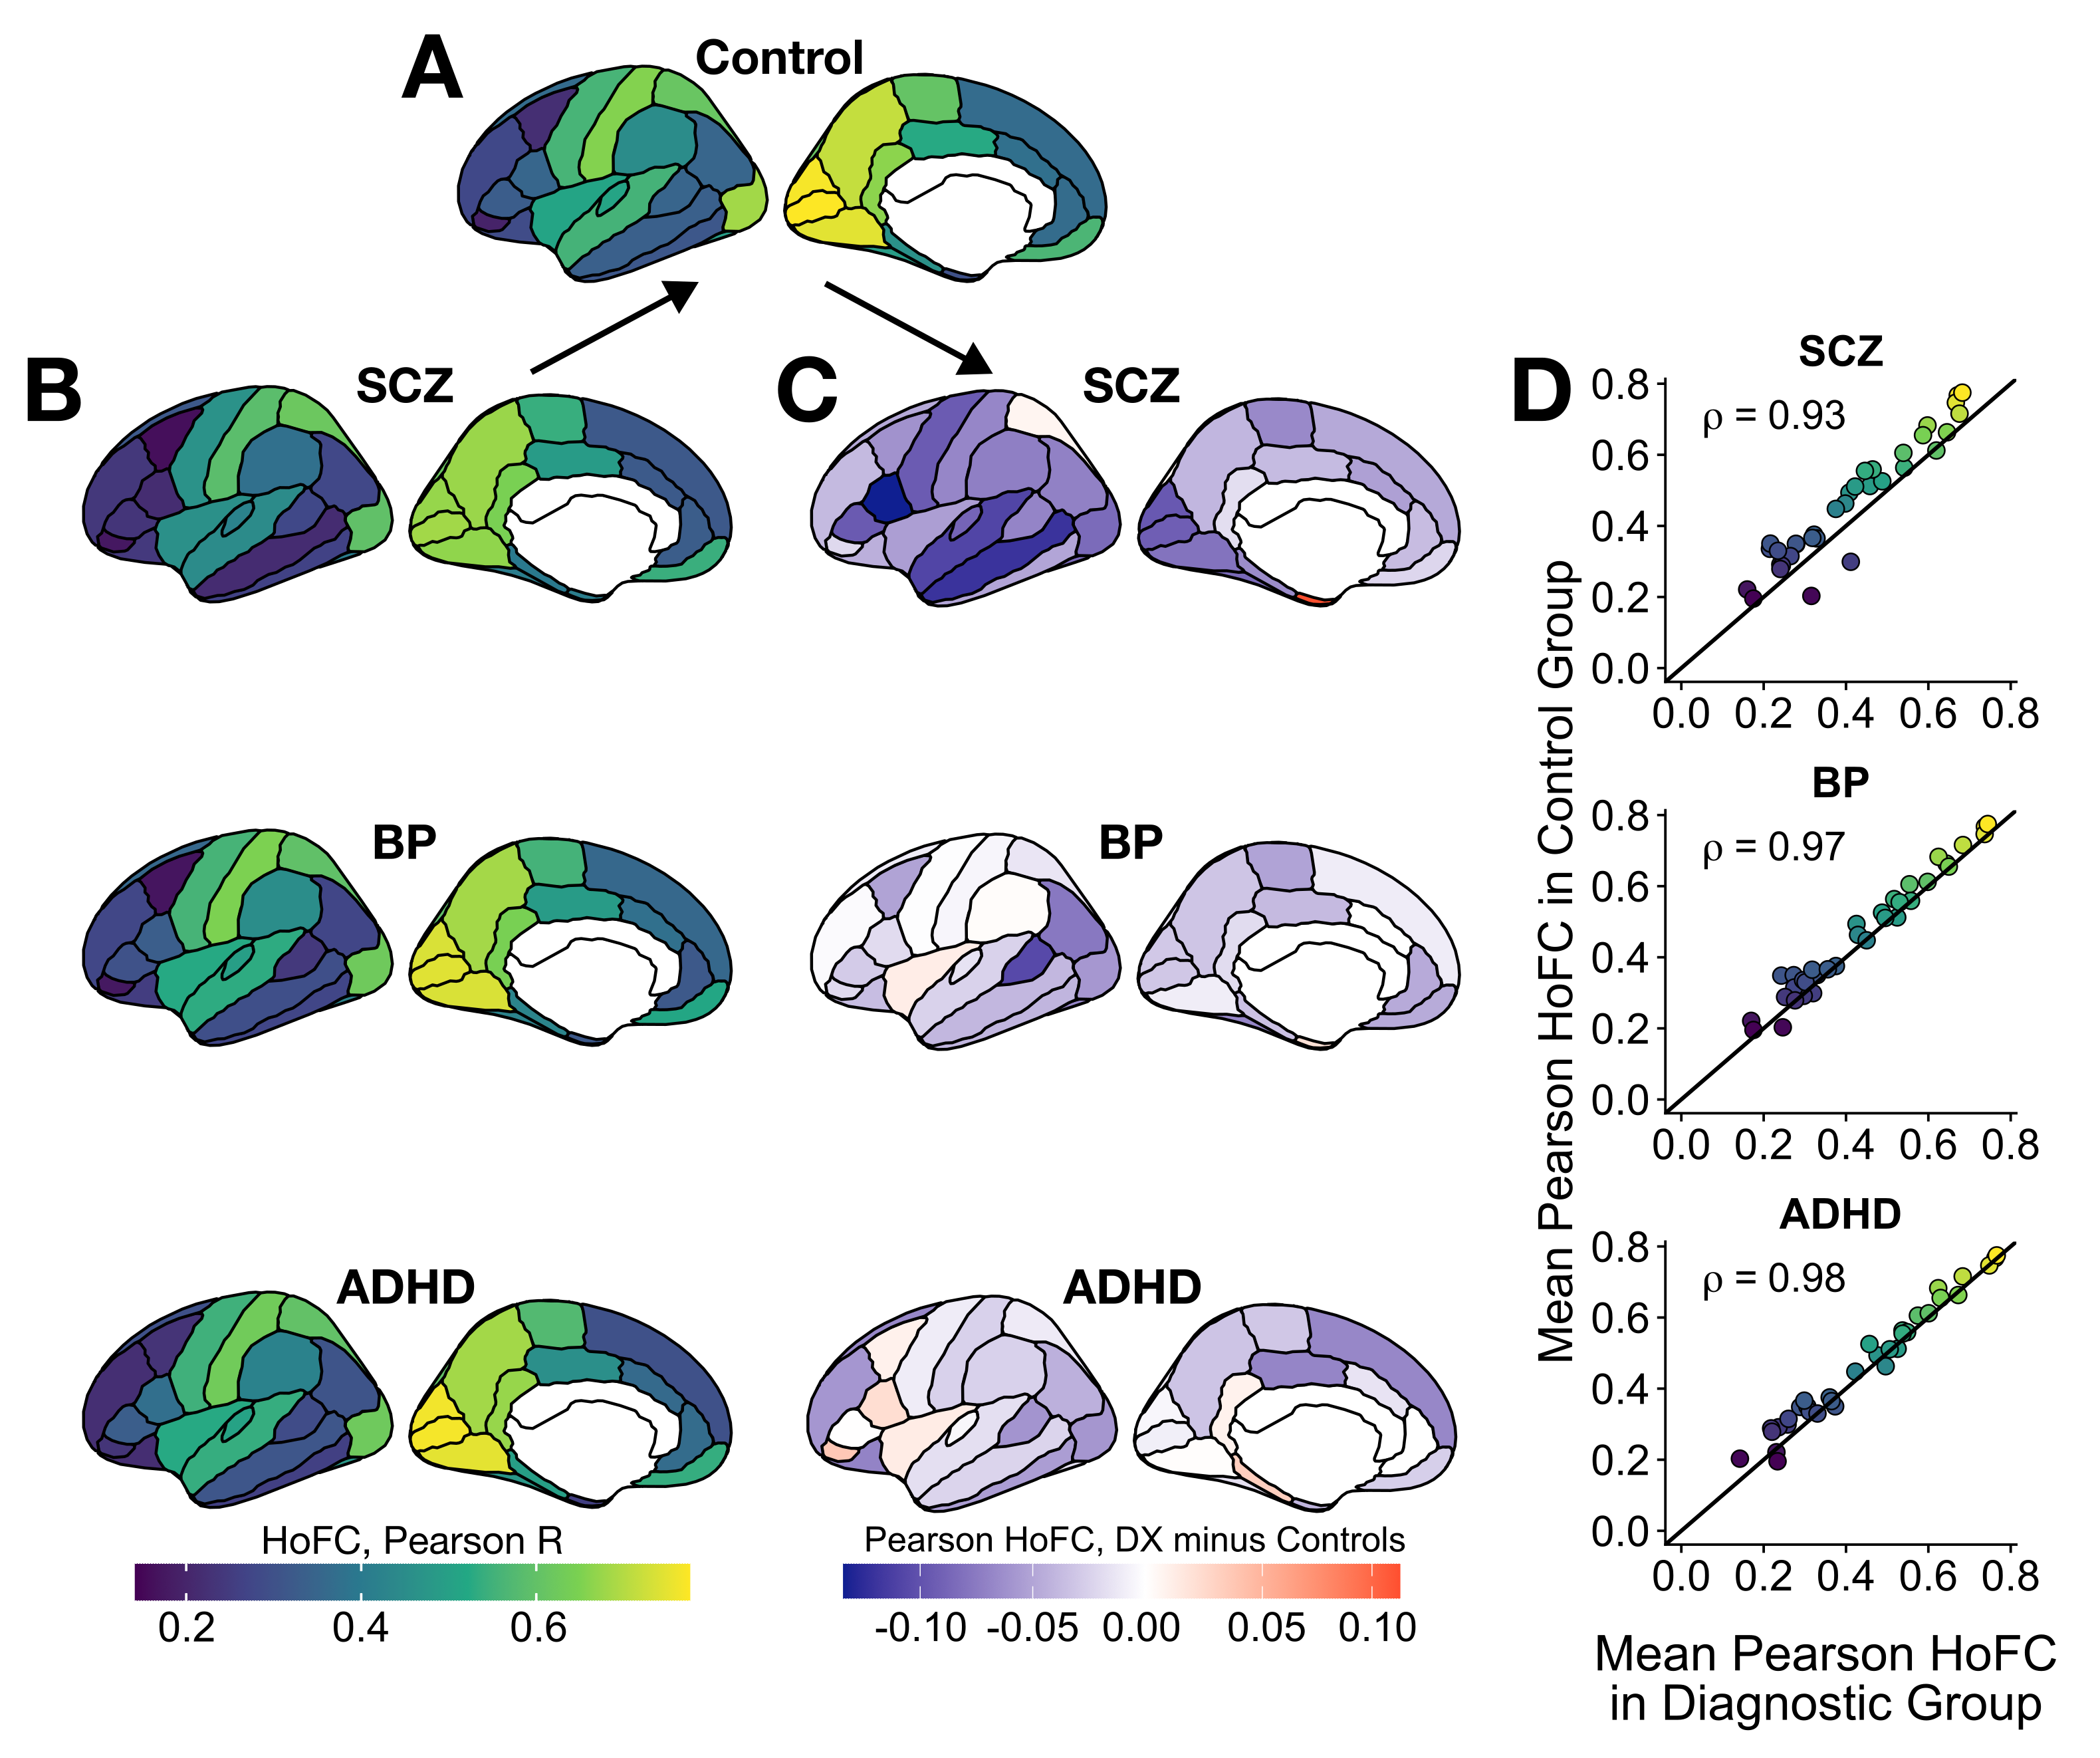 A
Control
B
SCZ
C
SCZ
D
SCZ
ρ = 0.93
0.8
0.6
0.4
0.2
0.0
0.0 0.2 0.4 0.6 0.8
BP
BP
BP
ρ = 0.97
0.8
0.6
0.4
0.2
0.0
0.0 0.2 0.4 0.6 0.8
ADHD
ADHD
ADHD
ρ = 0.98
0.8
0.6
0.4
0.2
0.0
0.0 0.2 0.4 0.6 0.8
Mean Pearson HoFC in Control Group
Mean Pearson HoFC
in Diagnostic Group
HoFC, Pearson R
0.2 0.4 0.6
Pearson HoFC, DX minus Controls
-0.10 -0.05 0.00 0.05 0.10